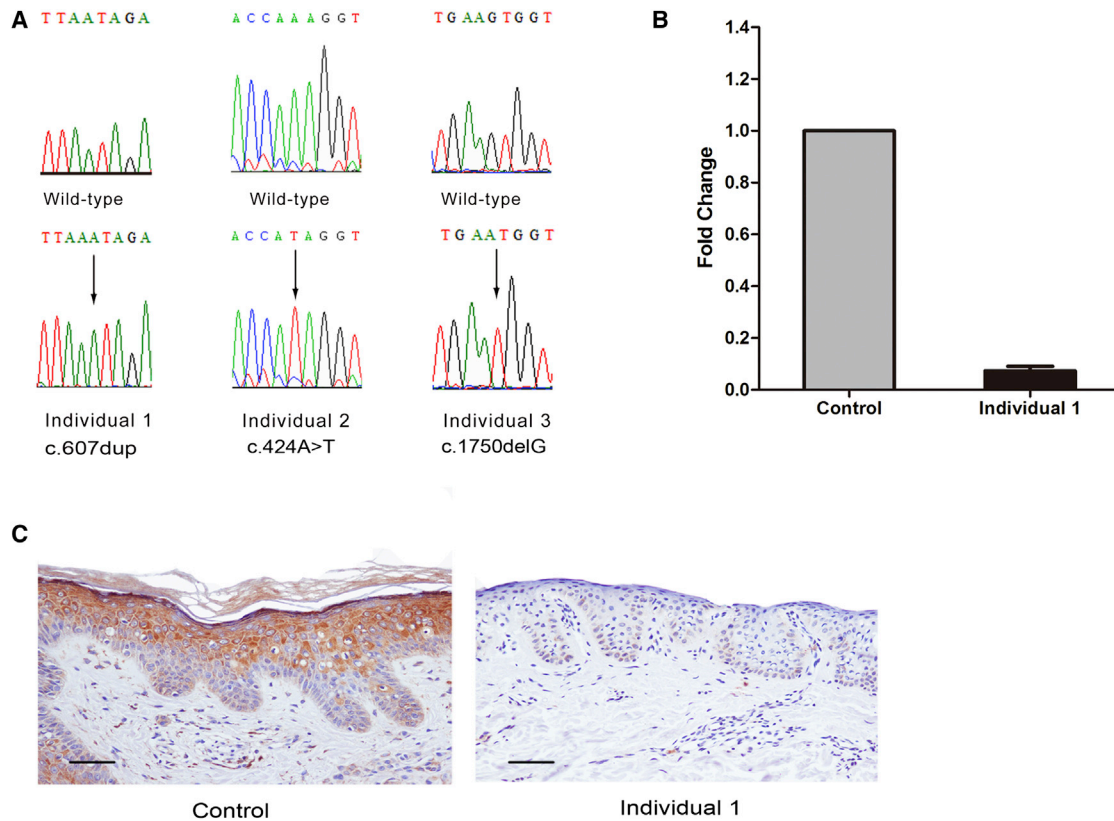 A
TTAATAGA
ACCAAAGGT
TGAAGTGGT
Wild-type
Wild-type
Wild-type
TTAAATAGA
ACCATAGGT
TGAATGGT
Individual 1
c.607dup
Individual 2
c.424A>T
Individual 3
c.1750delG
B
Fold Change
1.4
1.2
1.0
0.8
0.6
0.4
0.2
0.0
Control
Individual 1
C
Control
Individual 1